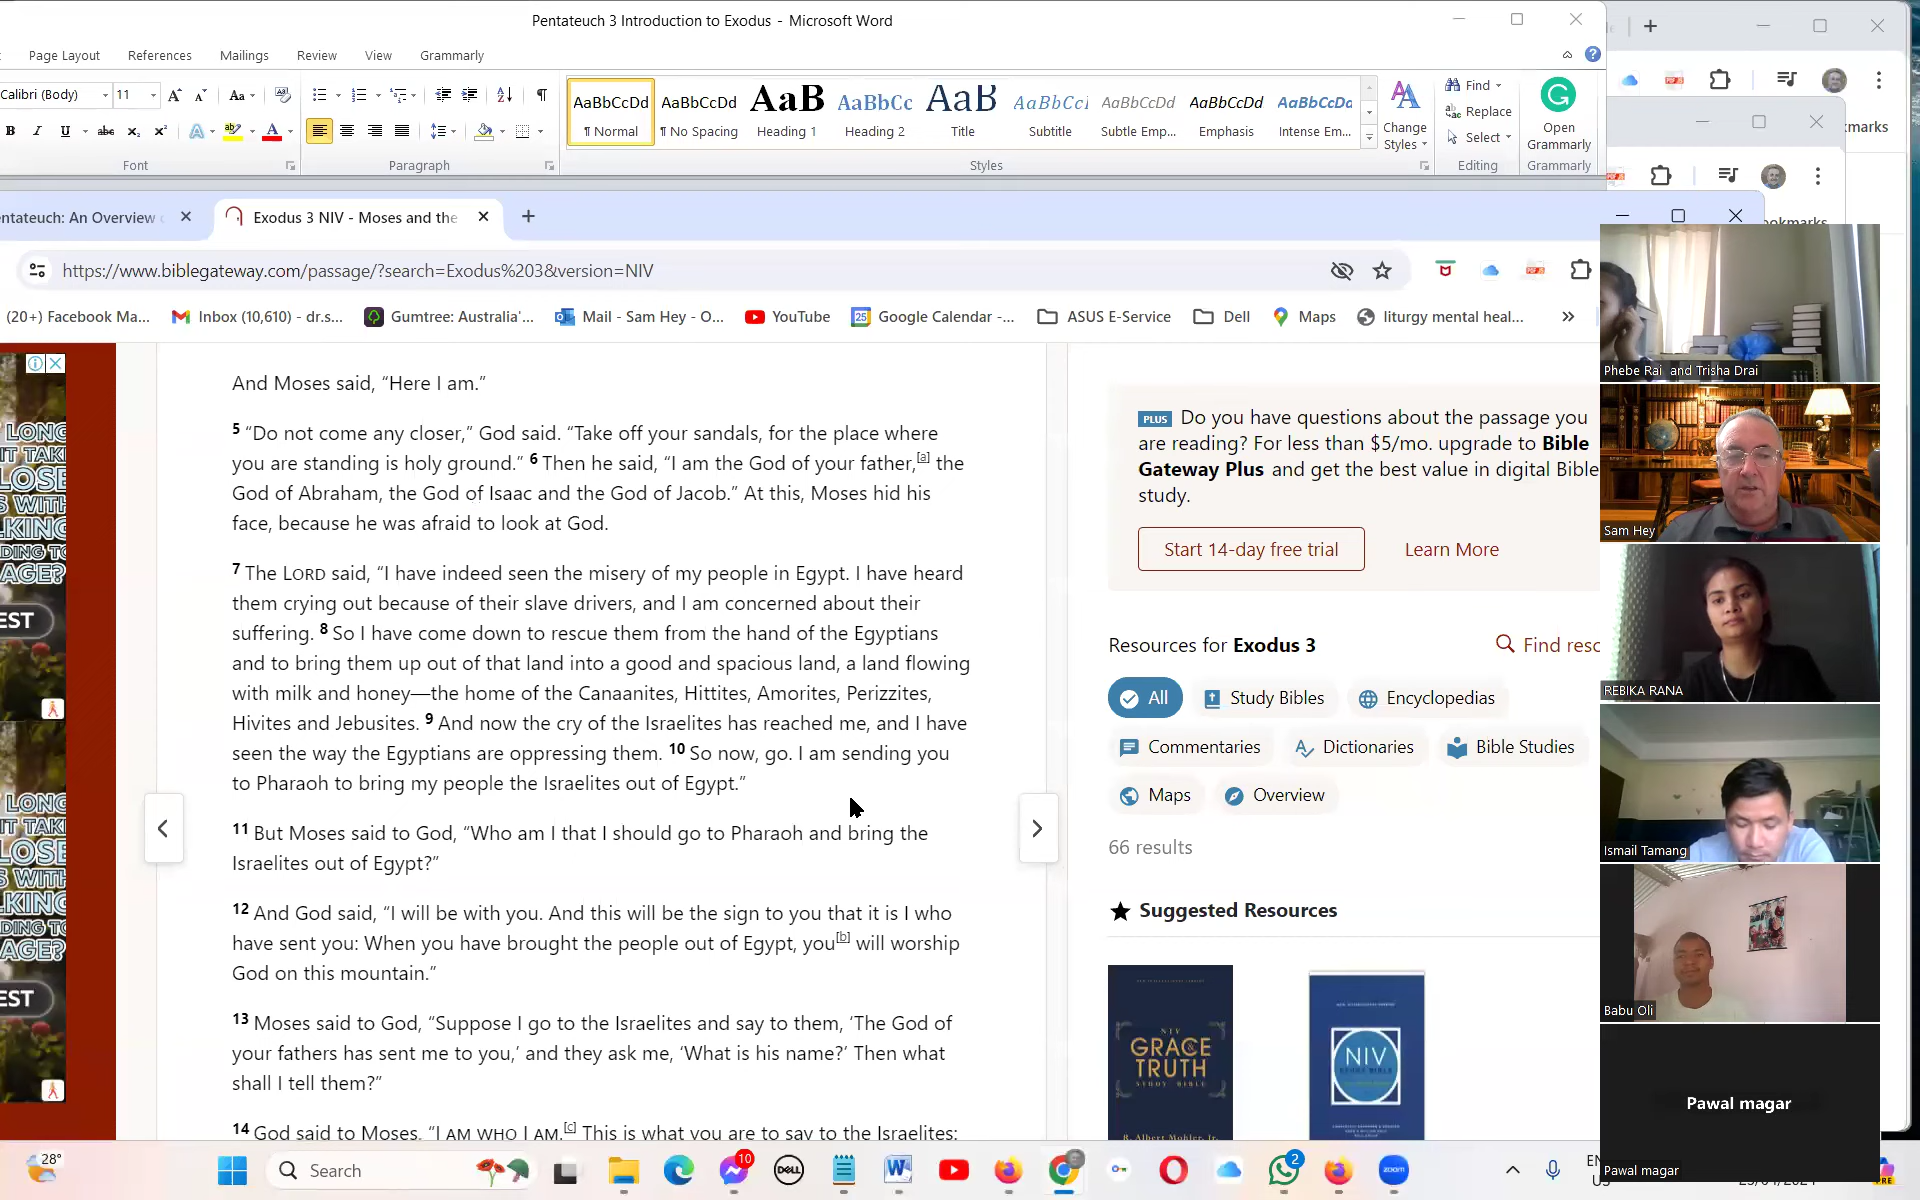 Pentateuch 3 Introduction to Exodus - Microsoft Word
Page Layout References Mailings Review View Grammarly
Calibri (Body) 11 Aa
B I U abc x₂ x² A A
AaBbCcDd AaBbCcDd AaB AaBbCc AaB AaBbCcl AaBbCcDd AaBbCcDd AaBbCcDd
¶ Normal ¶ No Spacing Heading 1 Heading 2 Title Subtitle Subtle Emp... Emphasis Intense Em...
Change Styles
Find
Replace
Select
Open Grammarly
Font Paragraph Styles Editing Grammarly
entateuch: An Overview Exodus 3 NIV - Moses and the
https://www.biblegateway.com/passage/?search=Exodus%203&version=NIV
(20+) Facebook Ma... Inbox (10,610) - dr.s... Gumtree: Australia'... Mail - Sam Hey - O... YouTube Google Calendar -... ASUS E-Service Dell Maps liturgy mental heal... »
And Moses said, “Here I am.”
5 “Do not come any closer,” God said. “Take off your sandals, for the place where
you are standing is holy ground.” 6 Then he said, “I am the God of your father,[a] the
God of Abraham, the God of Isaac and the God of Jacob.” At this, Moses hid his
face, because he was afraid to look at God.
7 The LORD said, “I have indeed seen the misery of my people in Egypt. I have heard
them crying out because of their slave drivers, and I am concerned about their
suffering. 8 So I have come down to rescue them from the hand of the Egyptians
and to bring them up out of that land into a good and spacious land, a land flowing
with milk and honey—the home of the Canaanites, Hittites, Amorites, Perizzites,
Hivites and Jebusites. 9 And now the cry of the Israelites has reached me, and I have
seen the way the Egyptians are oppressing them. 10 So now, go. I am sending you
to Pharaoh to bring my people the Israelites out of Egypt.”
11 But Moses said to God, “Who am I that I should go to Pharaoh and bring the
Israelites out of Egypt?”
12 And God said, “I will be with you. And this will be the sign to you that it is I who
have sent you: When you have brought the people out of Egypt, you[b] will worship
God on this mountain.”
13 Moses said to God, “Suppose I go to the Israelites and say to them, ‘The God of
your fathers has sent me to you,’ and they ask me, ‘What is his name?’ Then what
shall I tell them?”
14 God said to Moses, “I AM WHO I AM.[c] This is what you are to say to the Israelites:
PLUS Do you have questions about the passage you
are reading? For less than $5/mo. upgrade to Bible
Gateway Plus and get the best value in digital Bible
study.
Start 14-day free trial Learn More
Resources for Exodus 3 Find resc
All Study Bibles Encyclopedias
Commentaries Dictionaries Bible Studies
Maps Overview
66 results
Suggested Resources
NIV
GRACE &
TRUTH
STUDY BIBLE
R. Albert Mohler, Jr.
NIV
STUDY BIBLE
Phebe Rai and Trisha Drai
Sam Hey
REBIKA RANA
Ismail Tamang
Babu Oli
Pawal magar
Pawal magar
28° Search 10 DELL 2 zoom